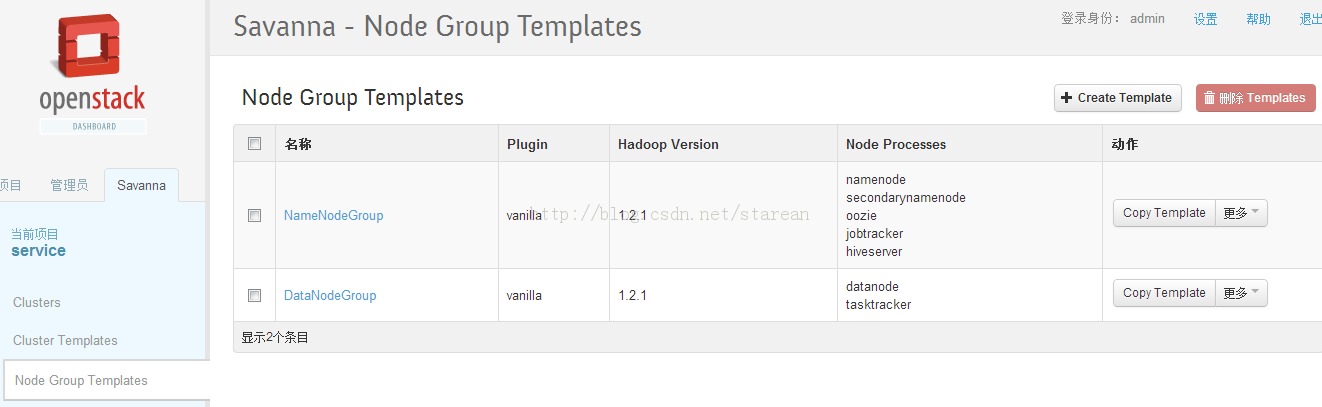 openstack
DASHBOARD
项目 管理员 Savanna
当前项目
service
Clusters
Cluster Templates
Node Group Templates
Savanna - Node Group Templates
登录身份： admin 设置 帮助 退出
Node Group Templates
Create Template 删除 Templates
名称 Plugin Hadoop Version Node Processes 动作
NameNodeGroup vanilla 1.2.1
namenode
secondarynamenode
oozie
jobtracker
hiveserver
Copy Template 更多
DataNodeGroup vanilla 1.2.1
datanode
tasktracker
Copy Template 更多
显示2个条目
http://blog.csdn.net/starean